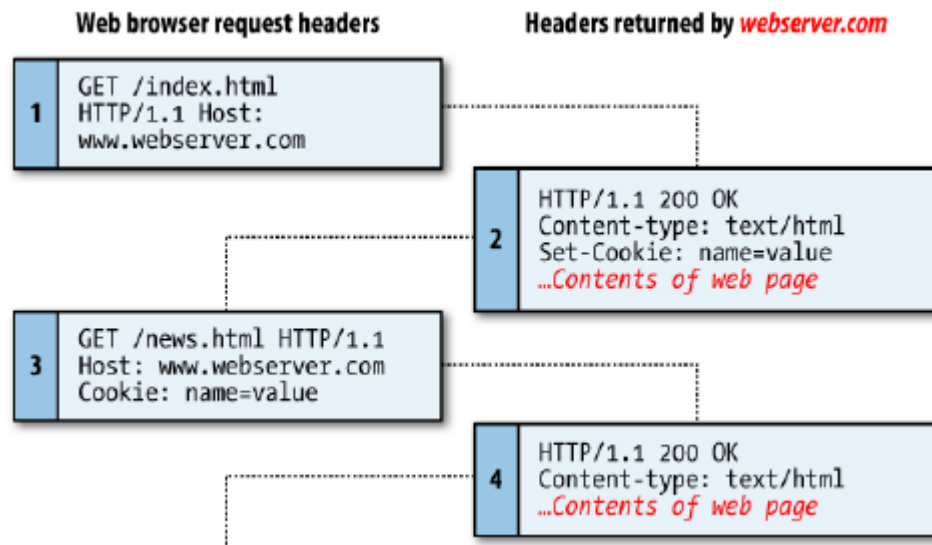 Web browser request headers
Headers returned by webserver.com
1
GET /index.html
HTTP/1.1 Host:
www.webserver.com
2
HTTP/1.1 200 OK
Content-type: text/html
Set-Cookie: name=value
…Contents of web page
3
GET /news.html HTTP/1.1
Host: www.webserver.com
Cookie: name=value
4
HTTP/1.1 200 OK
Content-type: text/html
…Contents of web page